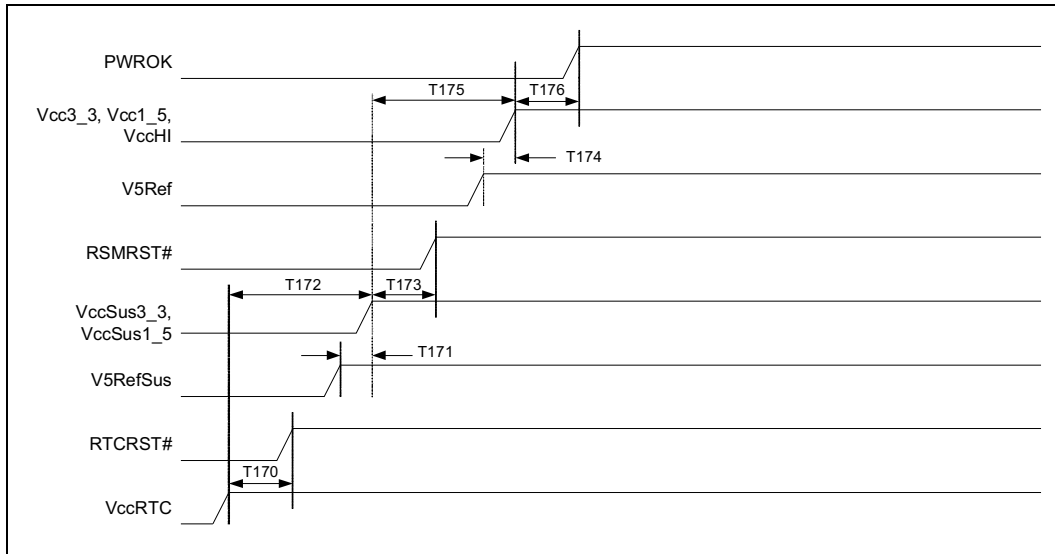 PWROK
T175
T176
Vcc3_3, Vcc1_5,
VccHI
T174
V5Ref
RSMRST#
T172
T173
VccSus3_3,
VccSus1_5
T171
V5RefSus
RTCRST#
T170
VccRTC